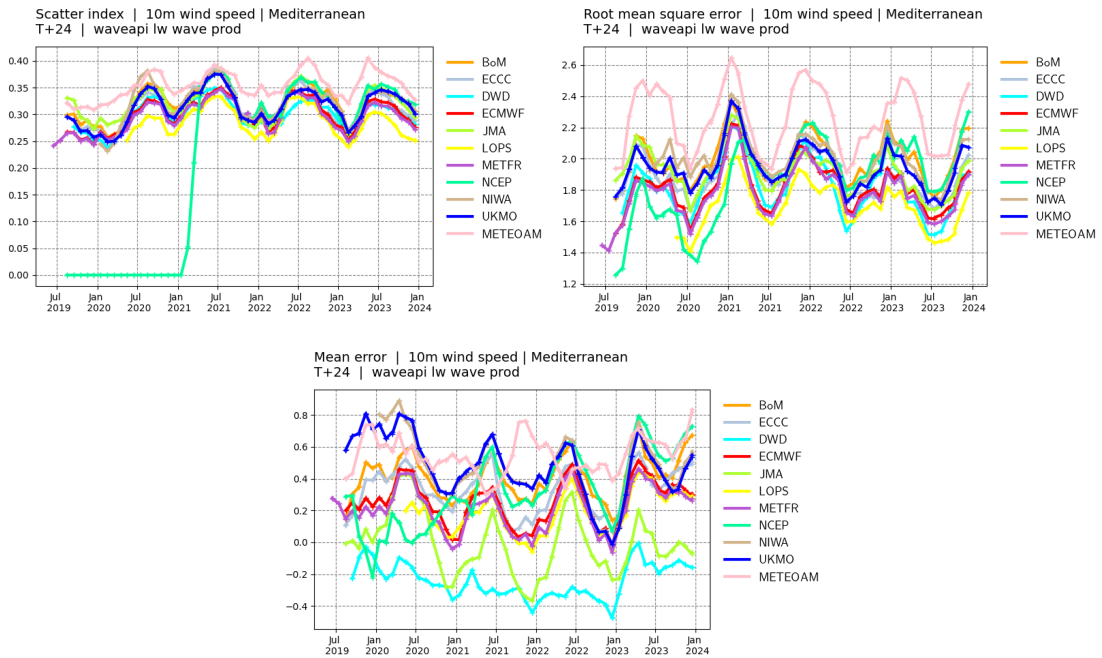 Scatter index | 10m wind speed | Mediterranean
T+24 | waveapi lw wave prod
0.40
0.35
0.30
0.25
0.20
0.15
0.10
0.05
0.00
Jul 2019
Jan 2020
Jul 2020
Jan 2021
Jul 2021
Jan 2022
Jul 2022
Jan 2023
Jul 2023
Jan 2024
BoM
ECCC
DWD
ECMWF
JMA
LOPS
METFR
NCEP
NIWA
UKMO
METEOAM
Root mean square error | 10m wind speed | Mediterranean
T+24 | waveapi lw wave prod
2.6
2.4
2.2
2.0
1.8
1.6
1.4
1.2
Jul 2019
Jan 2020
Jul 2020
Jan 2021
Jul 2021
Jan 2022
Jul 2022
Jan 2023
Jul 2023
Jan 2024
BoM
ECCC
DWD
ECMWF
JMA
LOPS
METFR
NCEP
NIWA
UKMO
METEOAM
Mean error | 10m wind speed | Mediterranean
T+24 | waveapi lw wave prod
0.8
0.6
0.4
0.2
0.0
−0.2
−0.4
Jul 2019
Jan 2020
Jul 2020
Jan 2021
Jul 2021
Jan 2022
Jul 2022
Jan 2023
Jul 2023
Jan 2024
BoM
ECCC
DWD
ECMWF
JMA
LOPS
METFR
NCEP
NIWA
UKMO
METEOAM